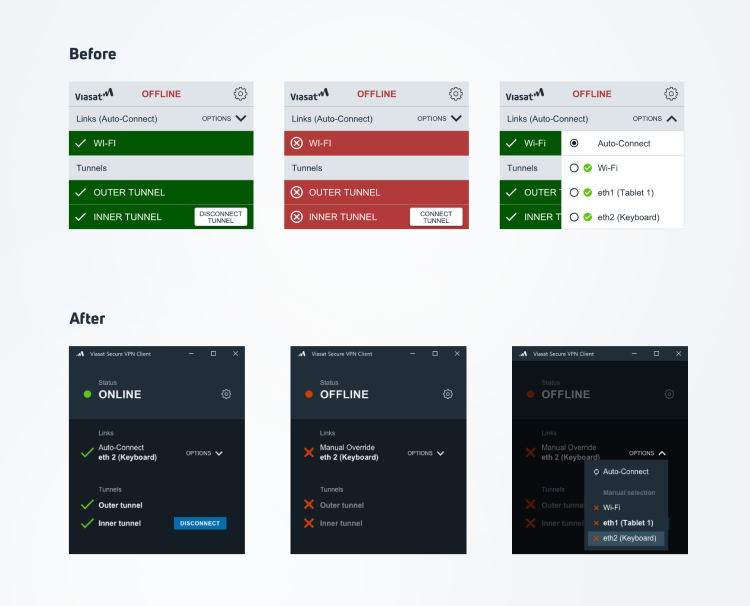 Before
Viasat OFFLINE
Links (Auto-Connect) OPTIONS
WI-FI
Tunnels
OUTER TUNNEL
INNER TUNNEL DISCONNECT
TUNNEL
Viasat OFFLINE
Links (Auto-Connect) OPTIONS
WI-FI
Tunnels
OUTER TUNNEL
INNER TUNNEL CONNECT
TUNNEL
Viasat OFFLINE
Links (Auto-Connect) OPTIONS
Wi-Fi Auto-Connect
Tunnels Wi-Fi
OUTER T eth1 (Tablet 1)
INNER T eth2 (Keyboard)
After
Viasat Secure VPN Client
Status
ONLINE
Links
Auto-Connect
eth 2 (Keyboard) OPTIONS
Tunnels
Outer tunnel
Inner tunnel DISCONNECT
Viasat Secure VPN Client
Status
OFFLINE
Links
Manual Override
eth 2 (Keyboard) OPTIONS
Tunnels
Outer tunnel
Inner tunnel
Viasat Secure VPN Client
Status
OFFLINE
Links
Manual Override
eth 2 (Keyboard) OPTIONS
Auto-Connect
Tunnels Manual selection
Outer tunne Wi-Fi
Inner tunnel eth1 (Tablet 1)
eth2 (Keyboard)